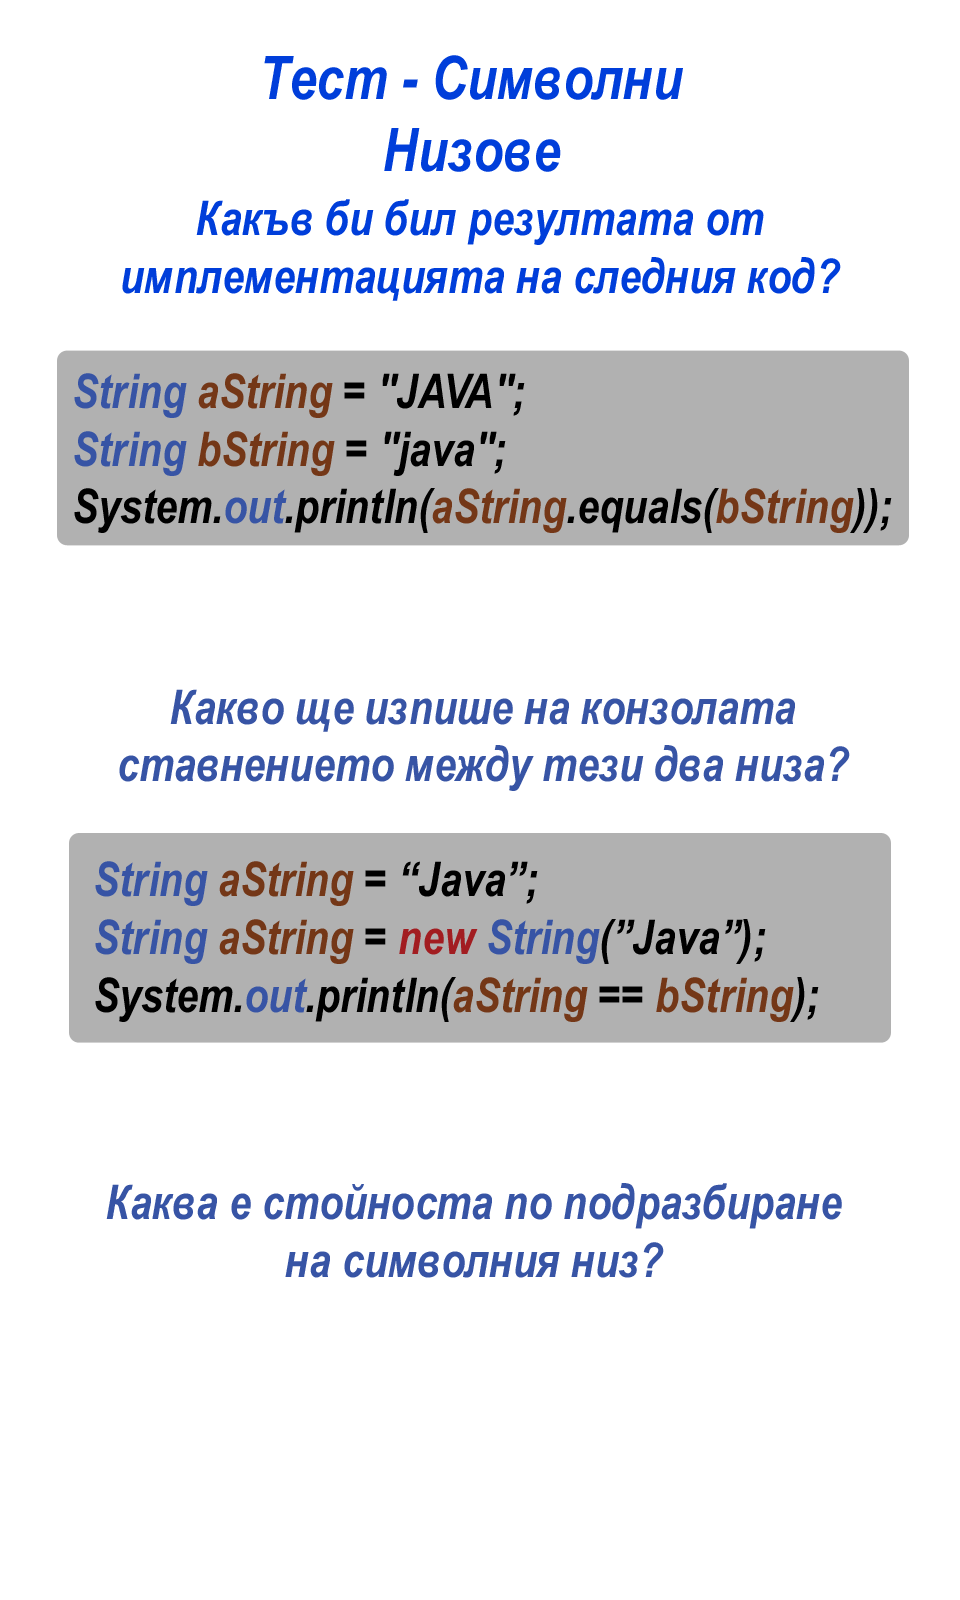 Тест - Символни
Низове
Какъв би бил резултата от
имплементацията на следния код?
String aString = "JAVA";
String bString = "java";
System.out.println(aString.equals(bString));
Какво ще изпише на конзолата
ставнението между тези два низа?
String aString = “Java”;
String aString = new String(”Java”);
System.out.println(aString == bString);
Каква е стойноста по подразбиране
на символния низ?